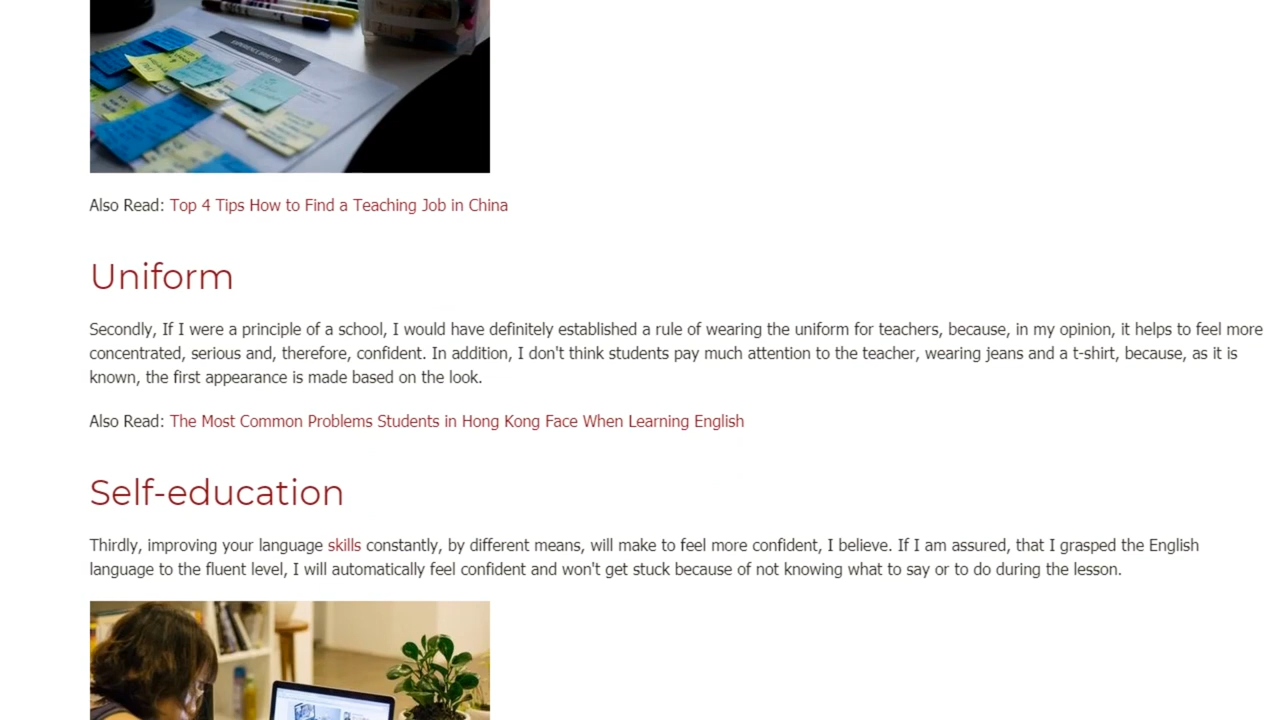 Also Read: Top 4 Tips How to Find a Teaching Job in China
Uniform
Secondly, If I were a principle of a school, I would have definitely established a rule of wearing the uniform for teachers, because, in my opinion, it helps to feel more
concentrated, serious and, therefore, confident. In addition, I don't think students pay much attention to the teacher, wearing jeans and a t-shirt, because, as it is
known, the first appearance is made based on the look.
Also Read: The Most Common Problems Students in Hong Kong Face When Learning English
Self-education
Thirdly, improving your language skills constantly, by different means, will make to feel more confident, I believe. If I am assured, that I grasped the English
language to the fluent level, I will automatically feel confident and won't get stuck because of not knowing what to say or to do during the lesson.